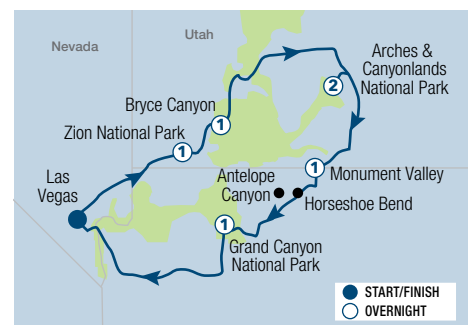 Nevada
Utah
Arches &
Canyonlands
National Park
2
Bryce Canyon
1
Zion National Park
1
Las
Vegas
Antelope
Canyon
1
Monument Valley
Horseshoe Bend
1
Grand Canyon
National Park
START/FINISH
OVERNIGHT